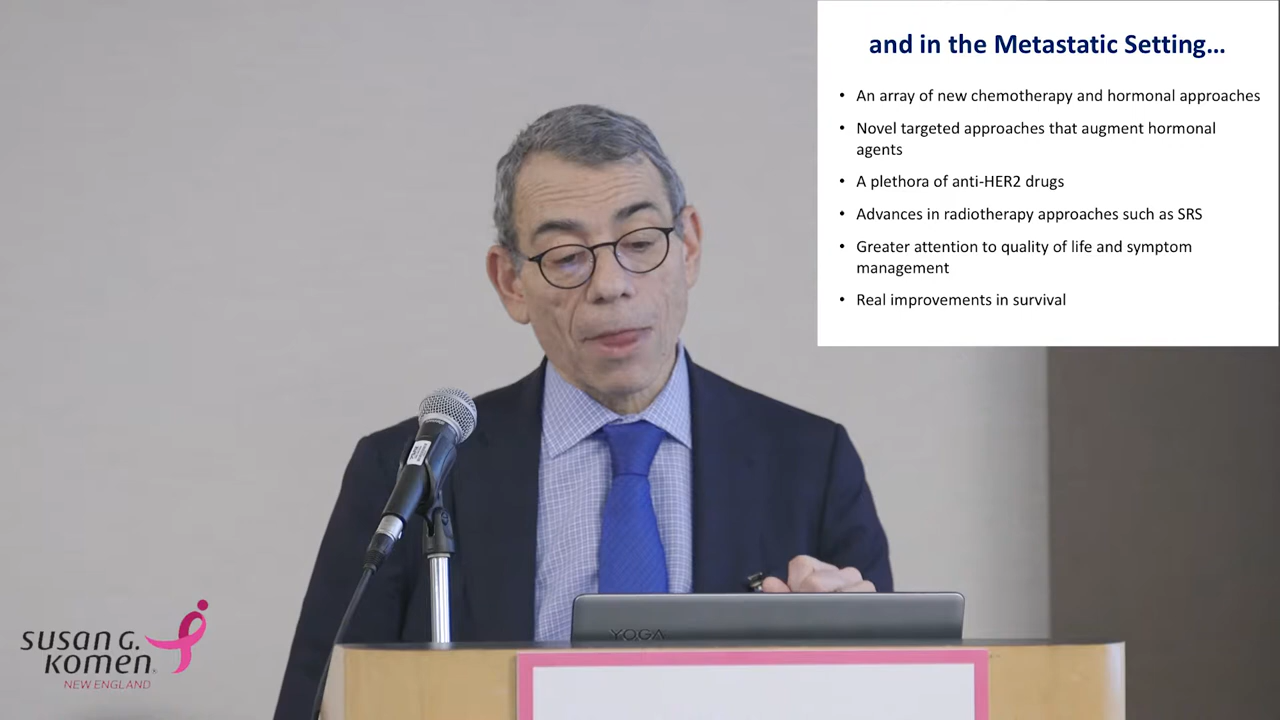 and in the Metastatic Setting...
• An array of new chemotherapy and hormonal approaches
• Novel targeted approaches that augment hormonal
agents
• A plethora of anti-HER2 drugs
• Advances in radiotherapy approaches such as SRS
• Greater attention to quality of life and symptom
management
• Real improvements in survival
YOGA
susan G.
Komen®
NEW ENGLAND